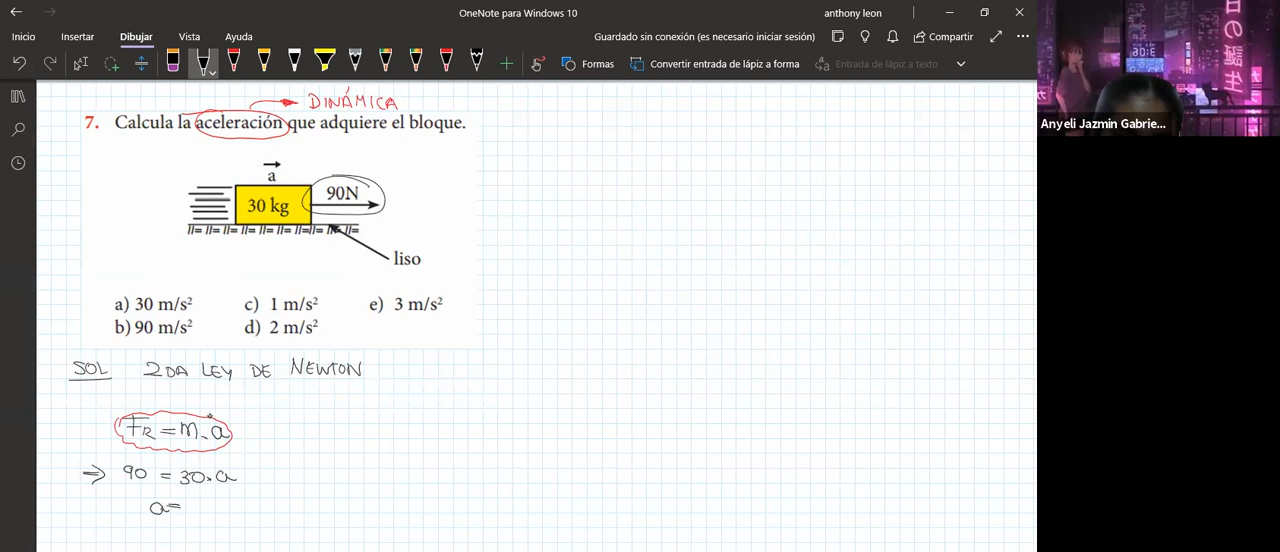 OneNote para Windows 10
anthony leon
Inicio
Insertar
Dibujar
Vista
Ayuda
Guardado sin conexión (es necesario iniciar sesión)
Compartir
Formas
Convertir entrada de lápiz a forma
Entrada de lápiz a texto
DINÁMICA
7. Calcula la aceleración que adquiere el bloque.
a
90N
30 kg
liso
a) 30 m/s² c) 1 m/s² e) 3 m/s²
b) 90 m/s² d) 2 m/s²
SOL 2DA LEY DE NEWTON
FR = m.a
⇒ 90 = 30.a
a=
Anyeli Jazmin Gabrie...